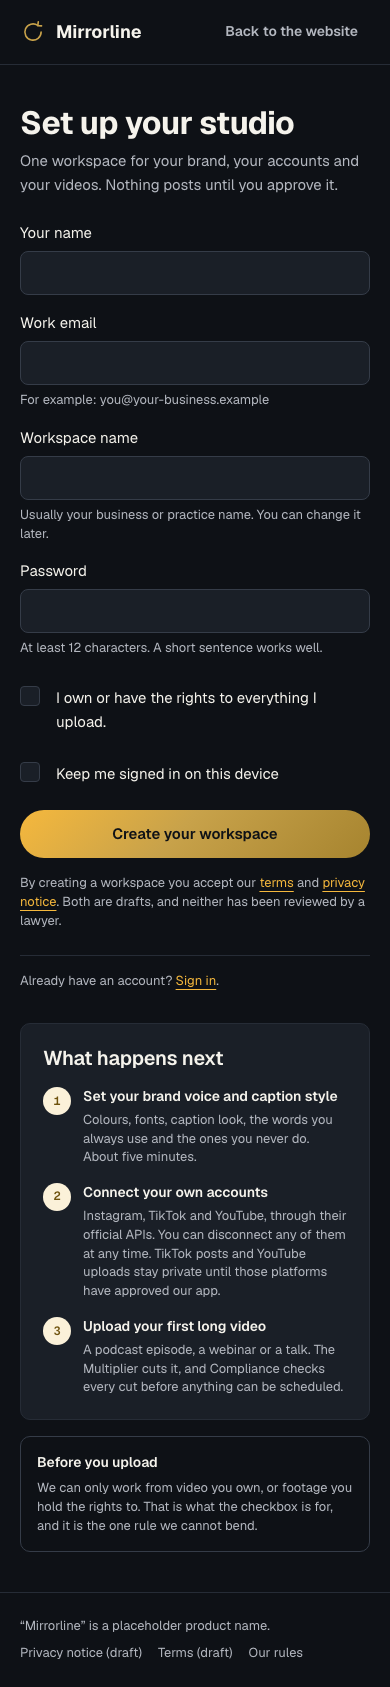 Mirrorline
Back to the website
Set up your studio
One workspace for your brand, your accounts and
your videos. Nothing posts until you approve it.
Your name
Work email
For example: you@your-business.example
Workspace name
Usually your business or practice name. You can change it
later.
Password
At least 12 characters. A short sentence works well.
I own or have the rights to everything I
upload.
Keep me signed in on this device
Create your workspace
By creating a workspace you accept our terms and privacy
notice. Both are drafts, and neither has been reviewed by a
lawyer.
Already have an account? Sign in.
What happens next
1
Set your brand voice and caption style
Colours, fonts, caption look, the words you
always use and the ones you never do.
About five minutes.
2
Connect your own accounts
Instagram, TikTok and YouTube, through their
official APIs. You can disconnect any of them
at any time. TikTok posts and YouTube
uploads stay private until those platforms
have approved our app.
3
Upload your first long video
A podcast episode, a webinar or a talk. The
Multiplier cuts it, and Compliance checks
every cut before anything can be scheduled.
Before you upload
We can only work from video you own, or footage you
hold the rights to. That is what the checkbox is for,
and it is the one rule we cannot bend.
“Mirrorline” is a placeholder product name.
Privacy notice (draft) Terms (draft) Our rules